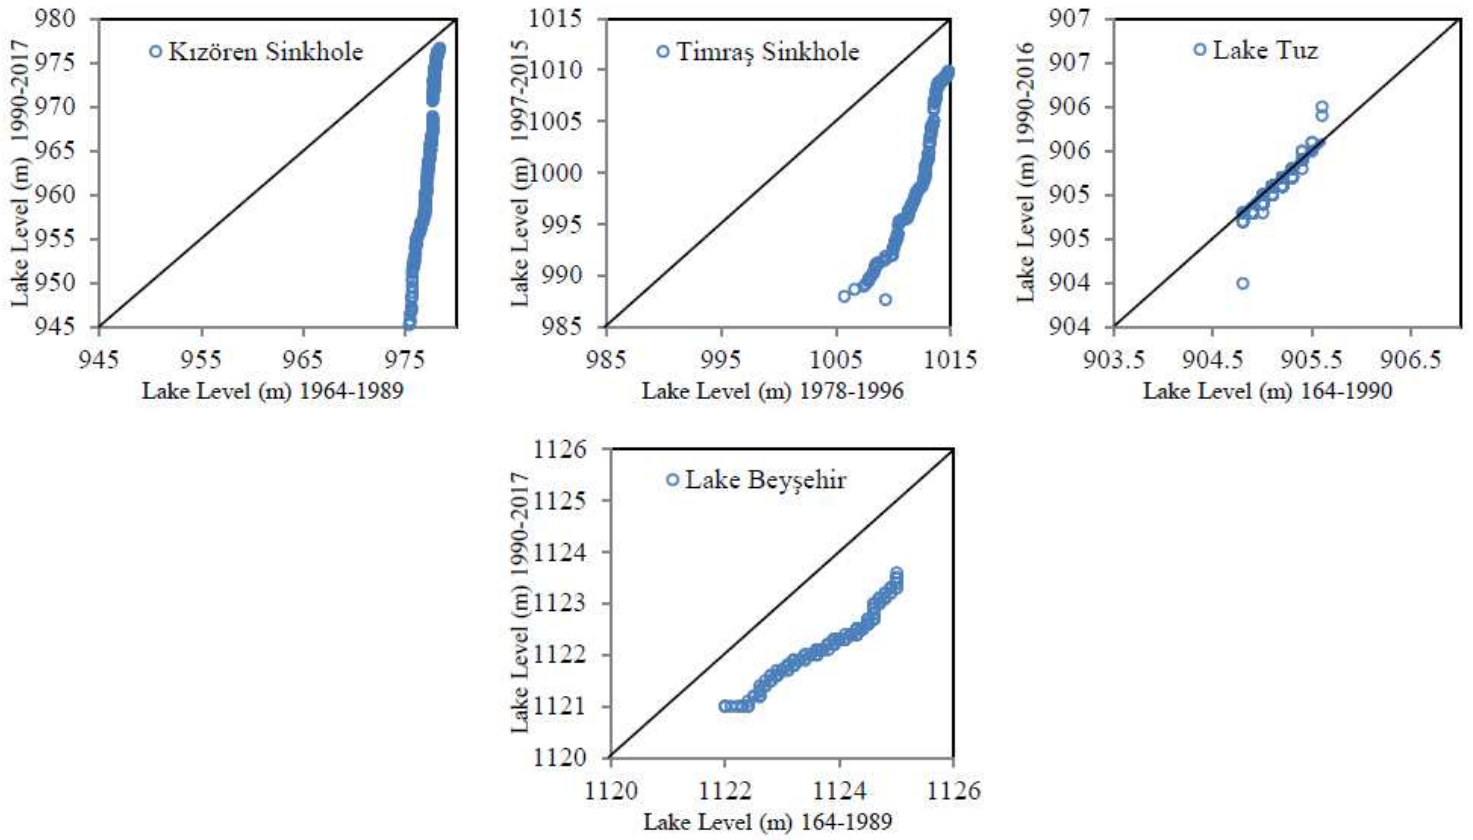 Kızören Sinkhole
Lake Level (m) 1990-2017
980
975
970
965
960
955
950
945
945 955 965 975
Lake Level (m) 1964-1989
Timraş Sinkhole
Lake Level (m) 1997-2015
1015
1010
1005
1000
995
990
985
985 995 1005 1015
Lake Level (m) 1978-1996
Lake Tuz
Lake Level (m) 1990-2016
907
907
906
906
905
905
904
904
903.5 904.5 905.5 906.5
Lake Level (m) 164-1990
Lake Beyşehir
Lake Level (m) 1990-2017
1126
1125
1124
1123
1122
1121
1120
1120 1122 1124 1126
Lake Level (m) 164-1989